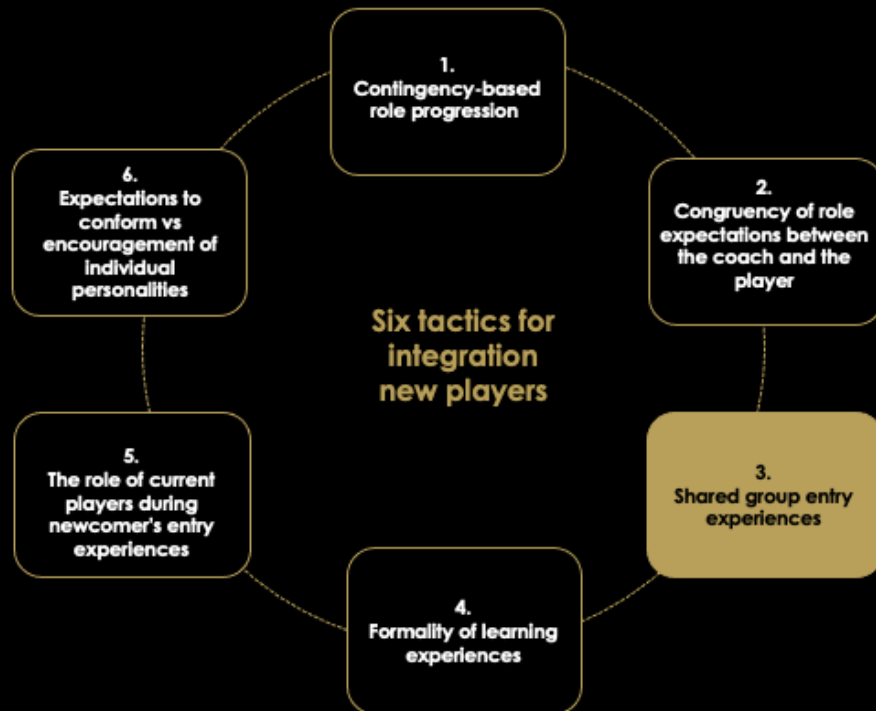 1.
Contingency-based
role progression
2.
Congruency of role
expectations between
the coach and the
player
3.
Shared group entry
experiences
4.
Formality of learning
experiences
5.
The role of current
players during
newcomer's entry
experiences
6.
Expectations to
conform vs
encouragement of
individual
personalities
Six tactics for
integration
new players